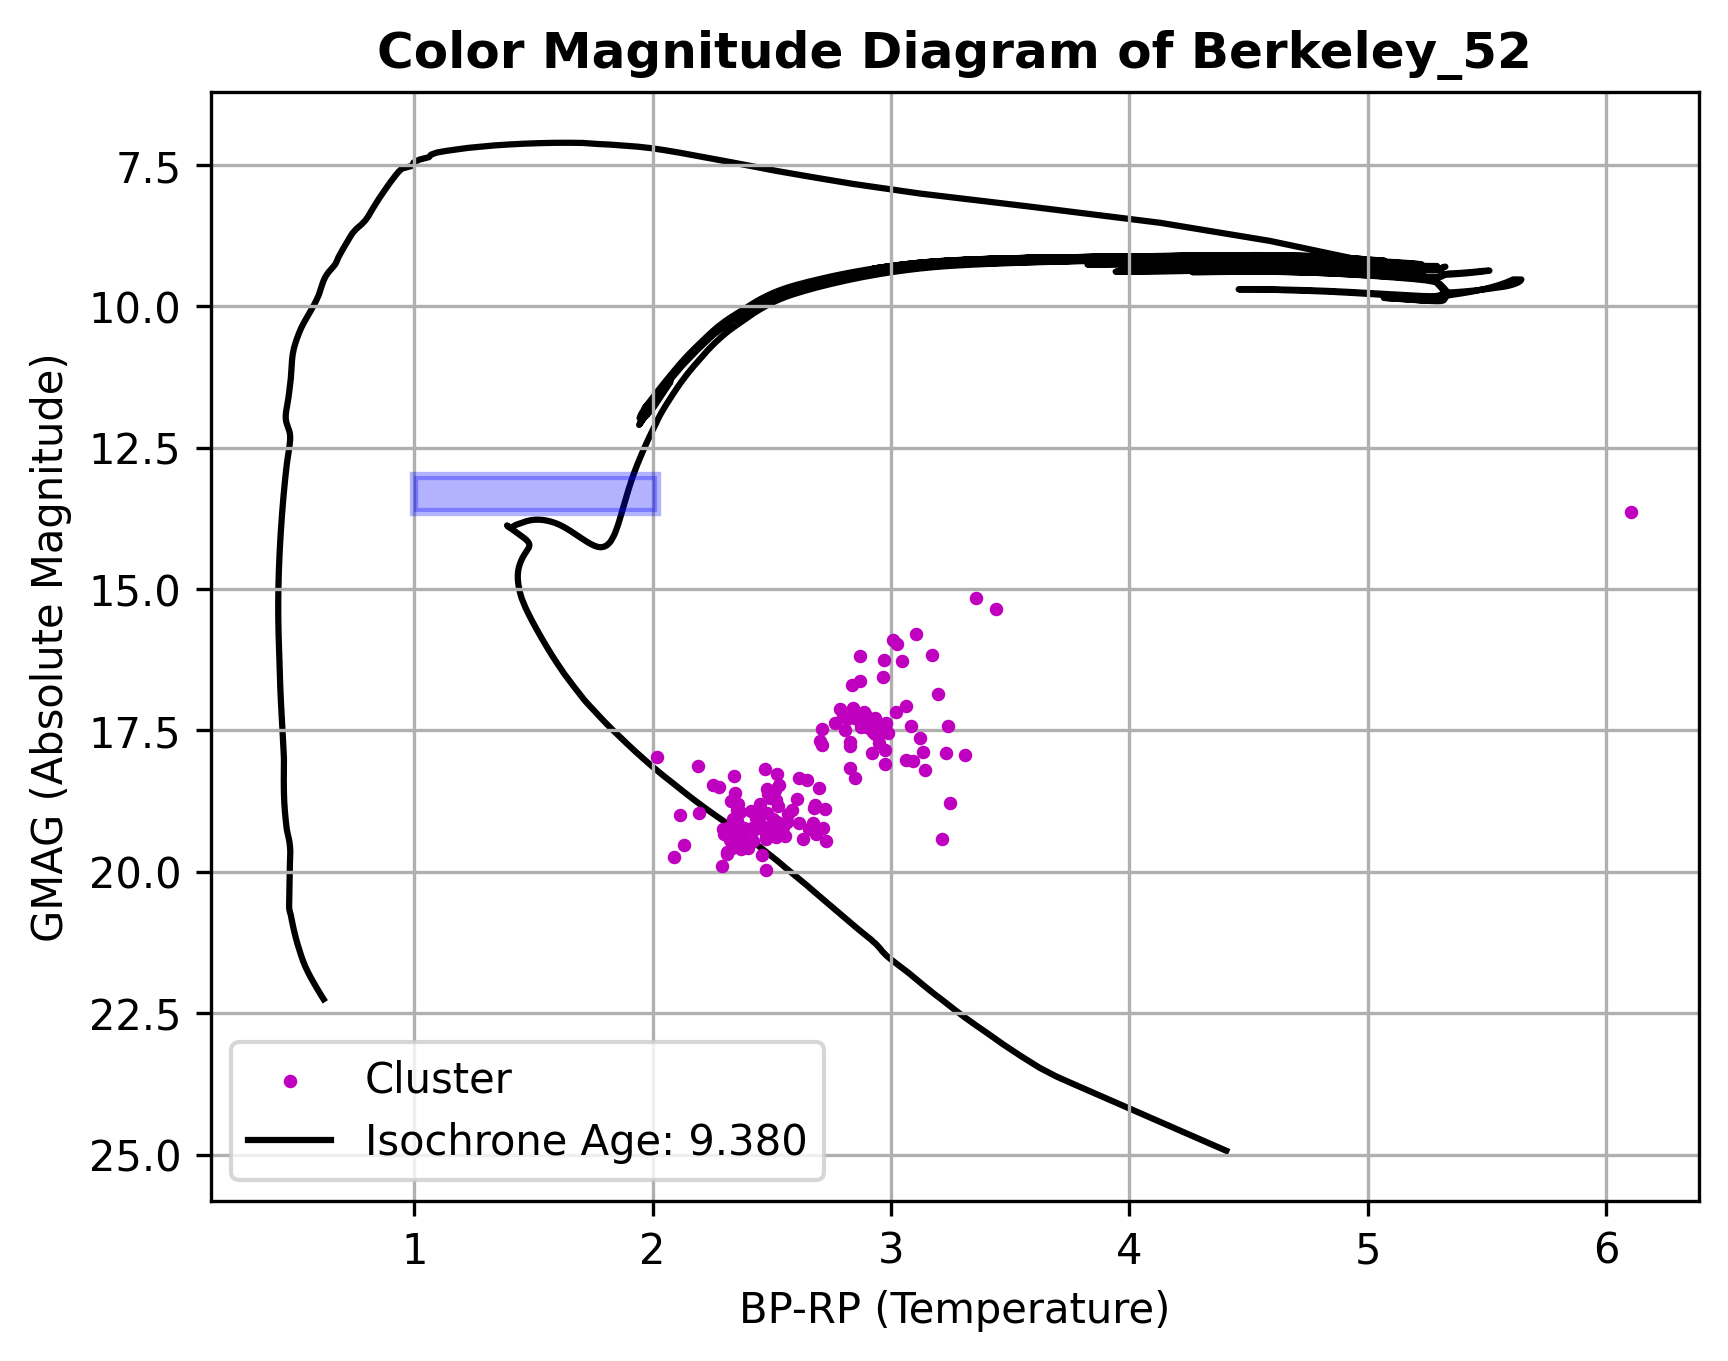 Color Magnitude Diagram of Berkeley_52
GMAG (Absolute Magnitude)
7.5
10.0
12.5
15.0
17.5
20.0
22.5
25.0
Cluster
Isochrone Age: 9.380
1 2 3 4 5 6
BP-RP (Temperature)